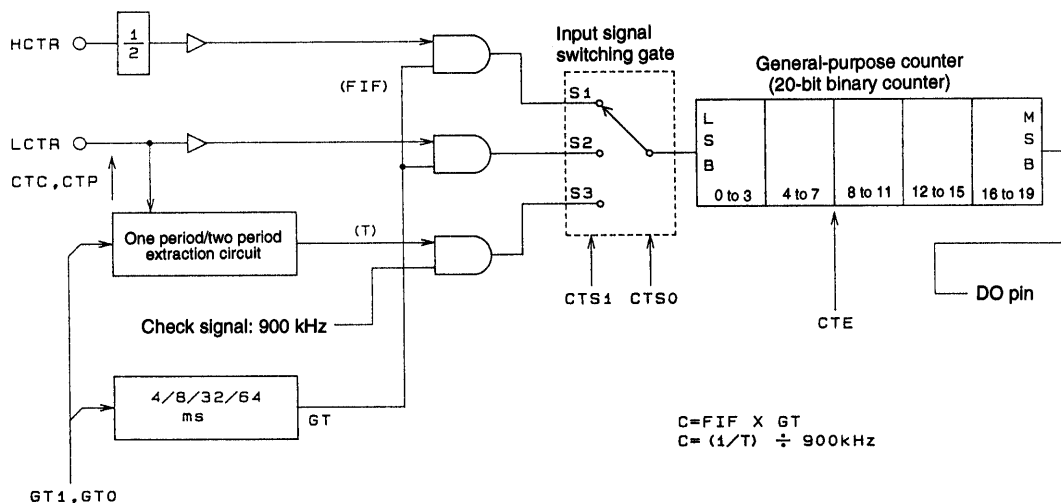 HCTR
1
2
(FIF)
Input signal
switching gate
General-purpose counter
(20-bit binary counter)
S1
S2
S3
L
S
B
M
S
B
0 to 3
4 to 7
8 to 11
12 to 15
16 to 19
LCTR
CTC,CTP
One period/two period
extraction circuit
(T)
CTS1
CTS0
CTE
DO pin
Check signal: 900 kHz
4/8/32/64
ms
GT
GT1,GT0
C=FIF X GT
C= (1/T) ÷ 900kHz